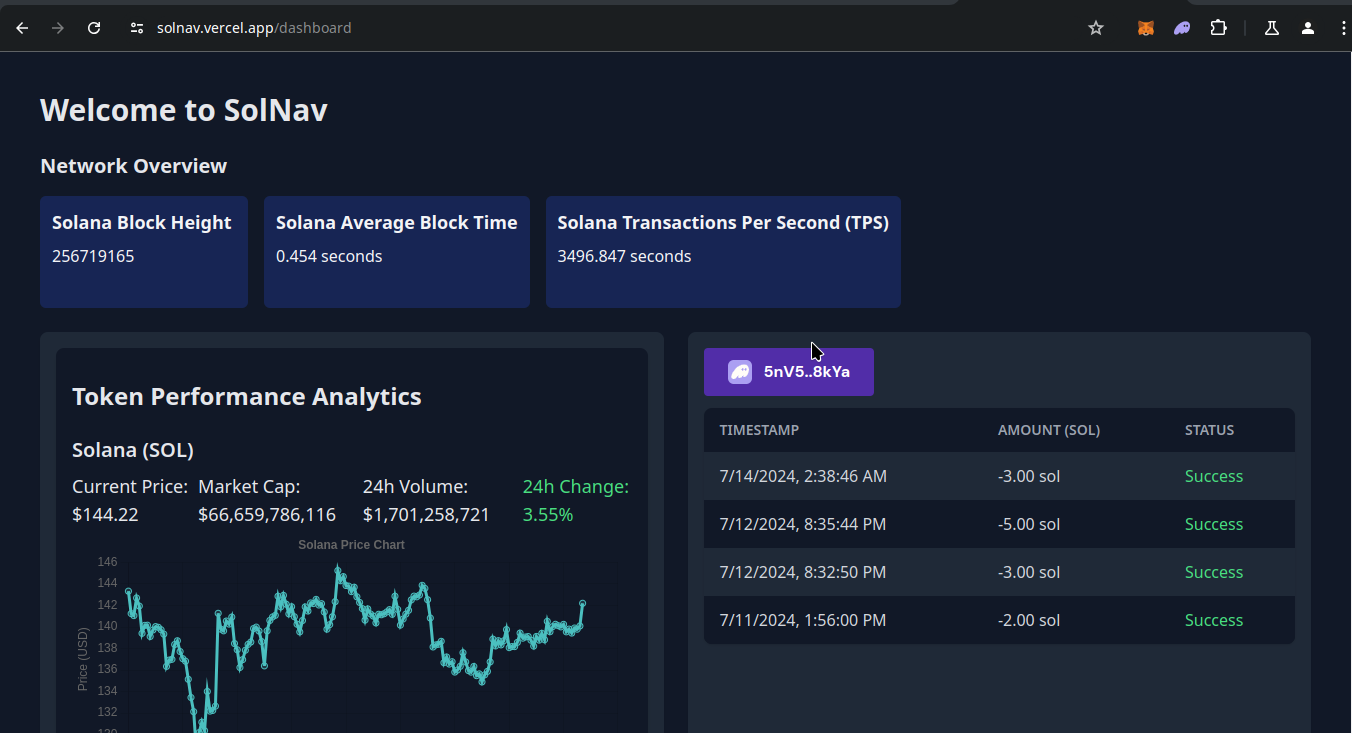 solnav.vercel.app/dashboard
Welcome to SolNav
Network Overview
Solana Block Height
256719165
Solana Average Block Time
0.454 seconds
Solana Transactions Per Second (TPS)
3496.847 seconds
Token Performance Analytics
Solana (SOL)
Current Price: Market Cap: 24h Volume: 24h Change:
$144.22 $66,659,786,116 $1,701,258,721 3.55%
Solana Price Chart
Price (USD)
146
144
142
140
138
136
134
132
5nV5..8kYa
TIMESTAMP AMOUNT (SOL) STATUS
7/14/2024, 2:38:46 AM -3.00 sol Success
7/12/2024, 8:35:44 PM -5.00 sol Success
7/12/2024, 8:32:50 PM -3.00 sol Success
7/11/2024, 1:56:00 PM -2.00 sol Success